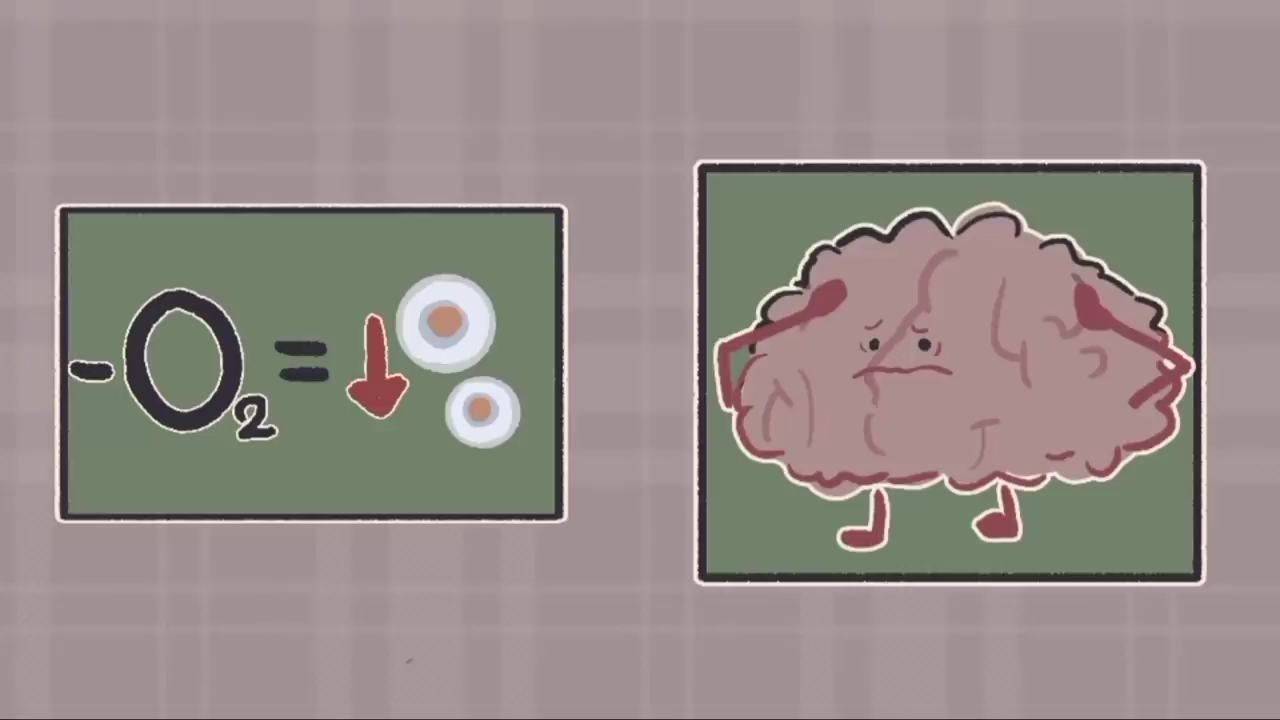 -O₂ =